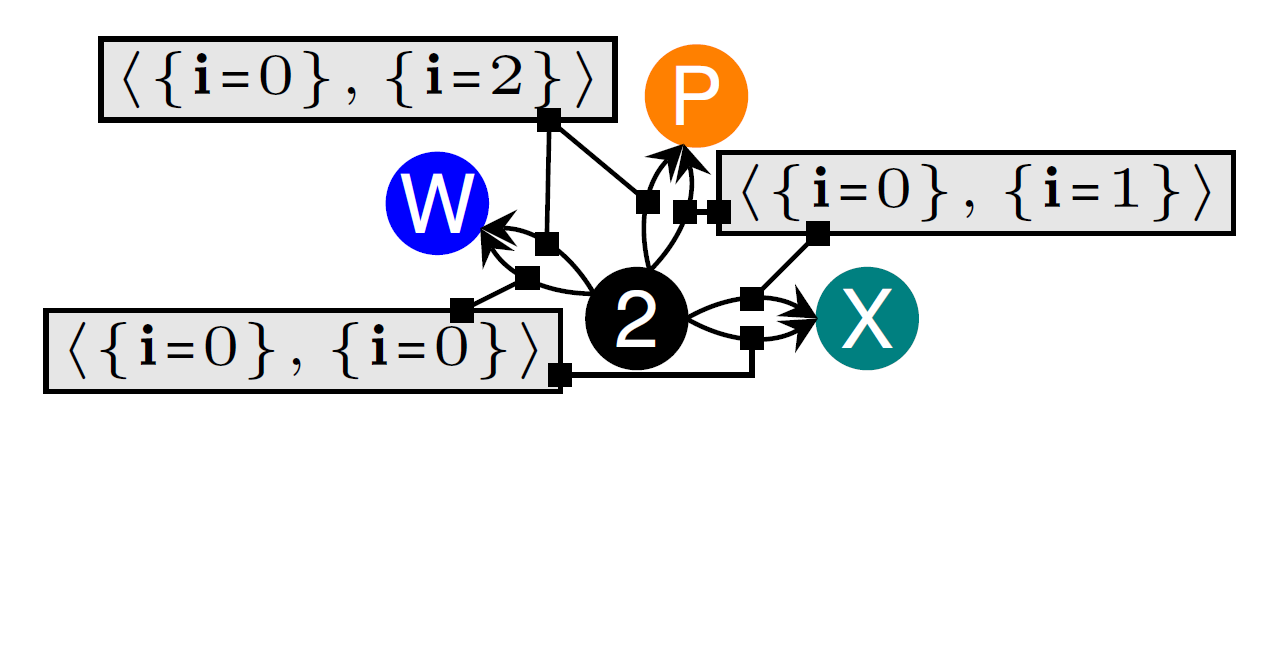 ⟨{i=0}, {i=2}⟩
P
⟨{i=0}, {i=1}⟩
W
2
X
⟨{i=0}, {i=0}⟩